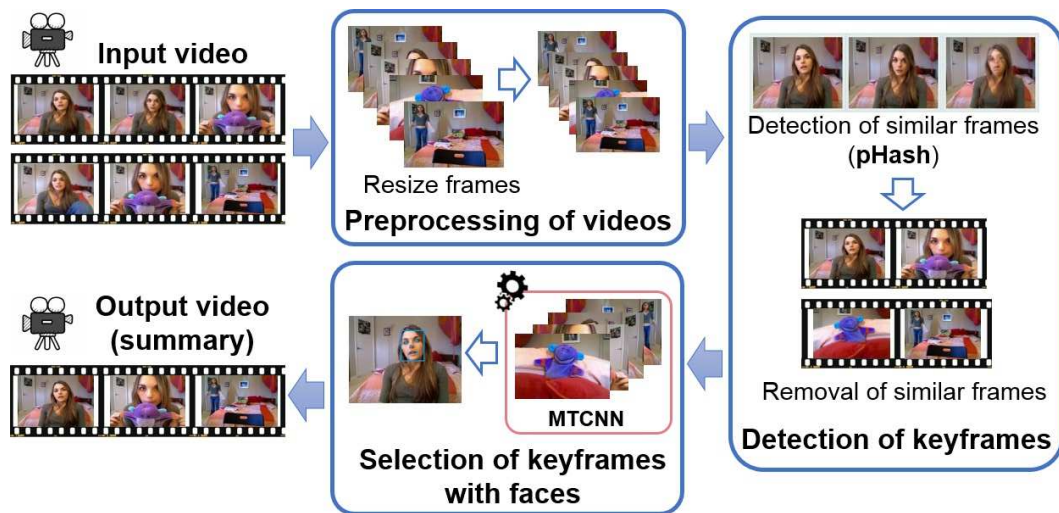 Input video
Resize frames
Preprocessing of videos
Detection of similar frames
(pHash)
Removal of similar frames
Detection of keyframes
MTCNN
Selection of keyframes
with faces
Output video
(summary)